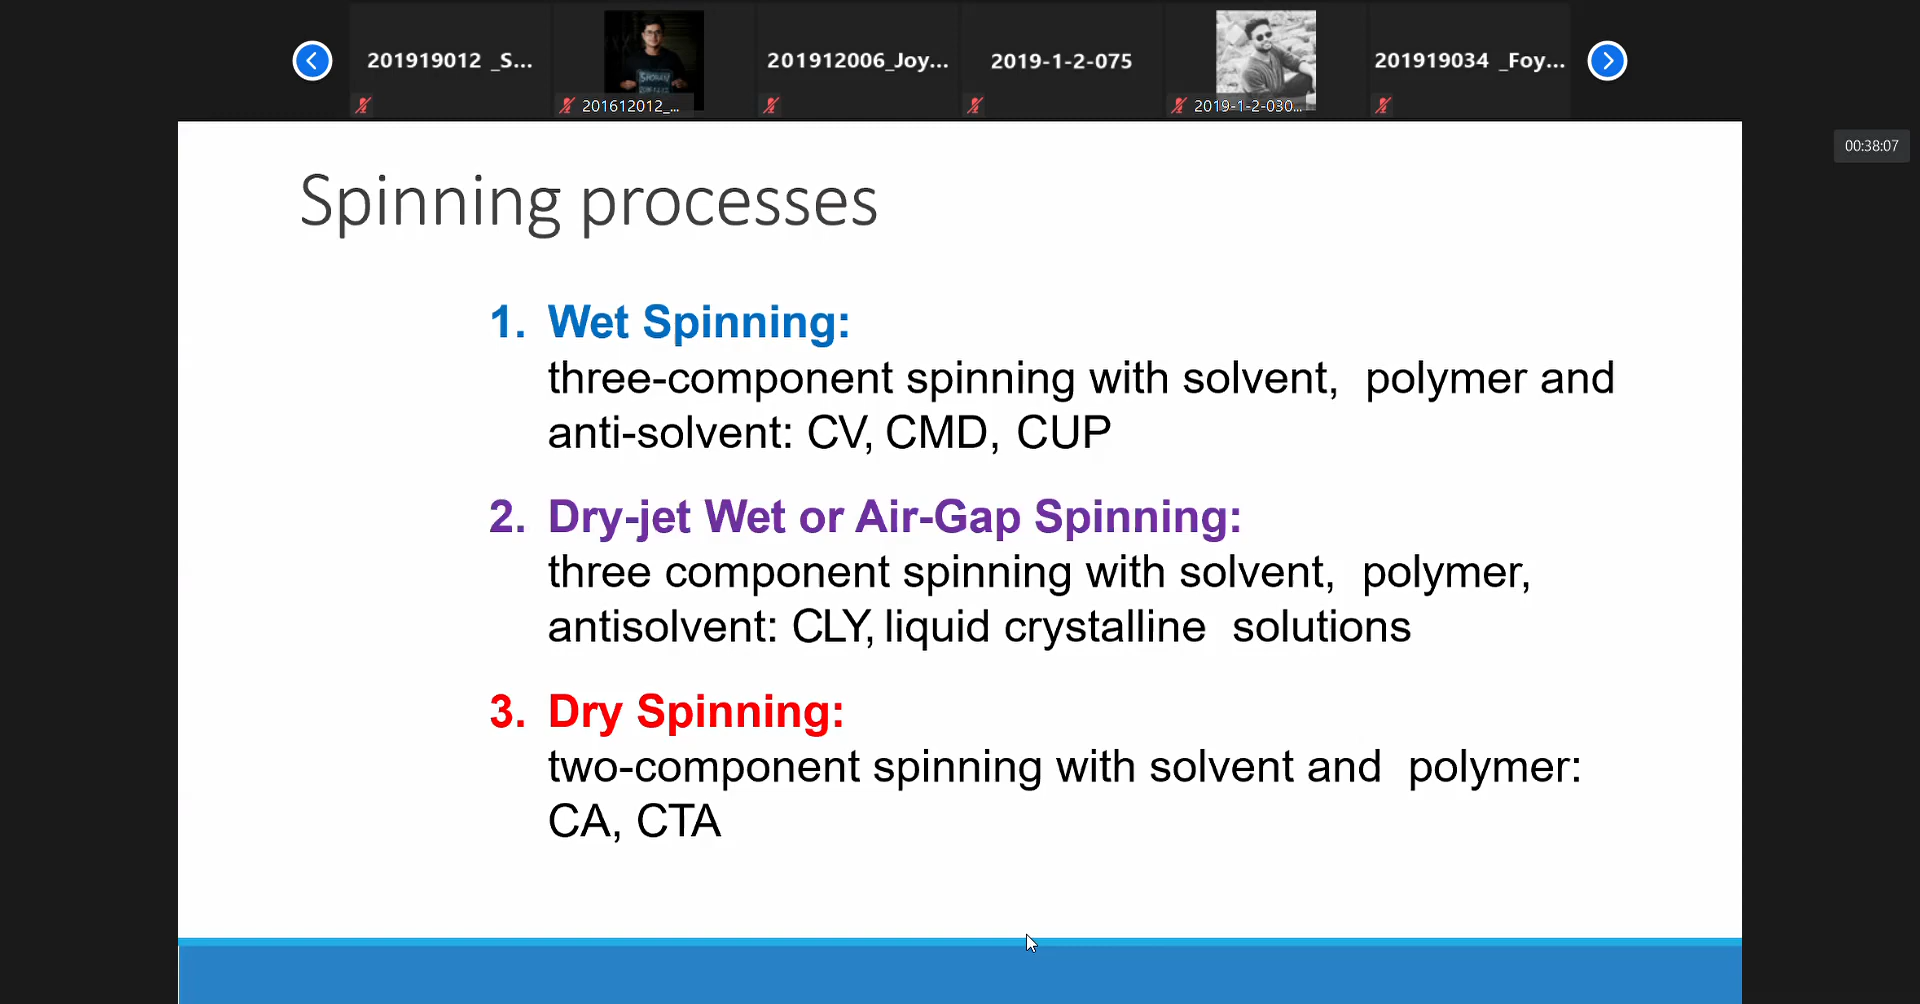 201919012 _S...
201912006_Joy...
2019-1-2-075
201919034 _Foy...
201612012_...
2019-1-2-030...
00:38:07
Spinning processes
1. Wet Spinning:
three-component spinning with solvent, polymer and
anti-solvent: CV, CMD, CUP
2. Dry-jet Wet or Air-Gap Spinning:
three component spinning with solvent, polymer,
antisolvent: CLY, liquid crystalline solutions
3. Dry Spinning:
two-component spinning with solvent and polymer:
CA, CTA